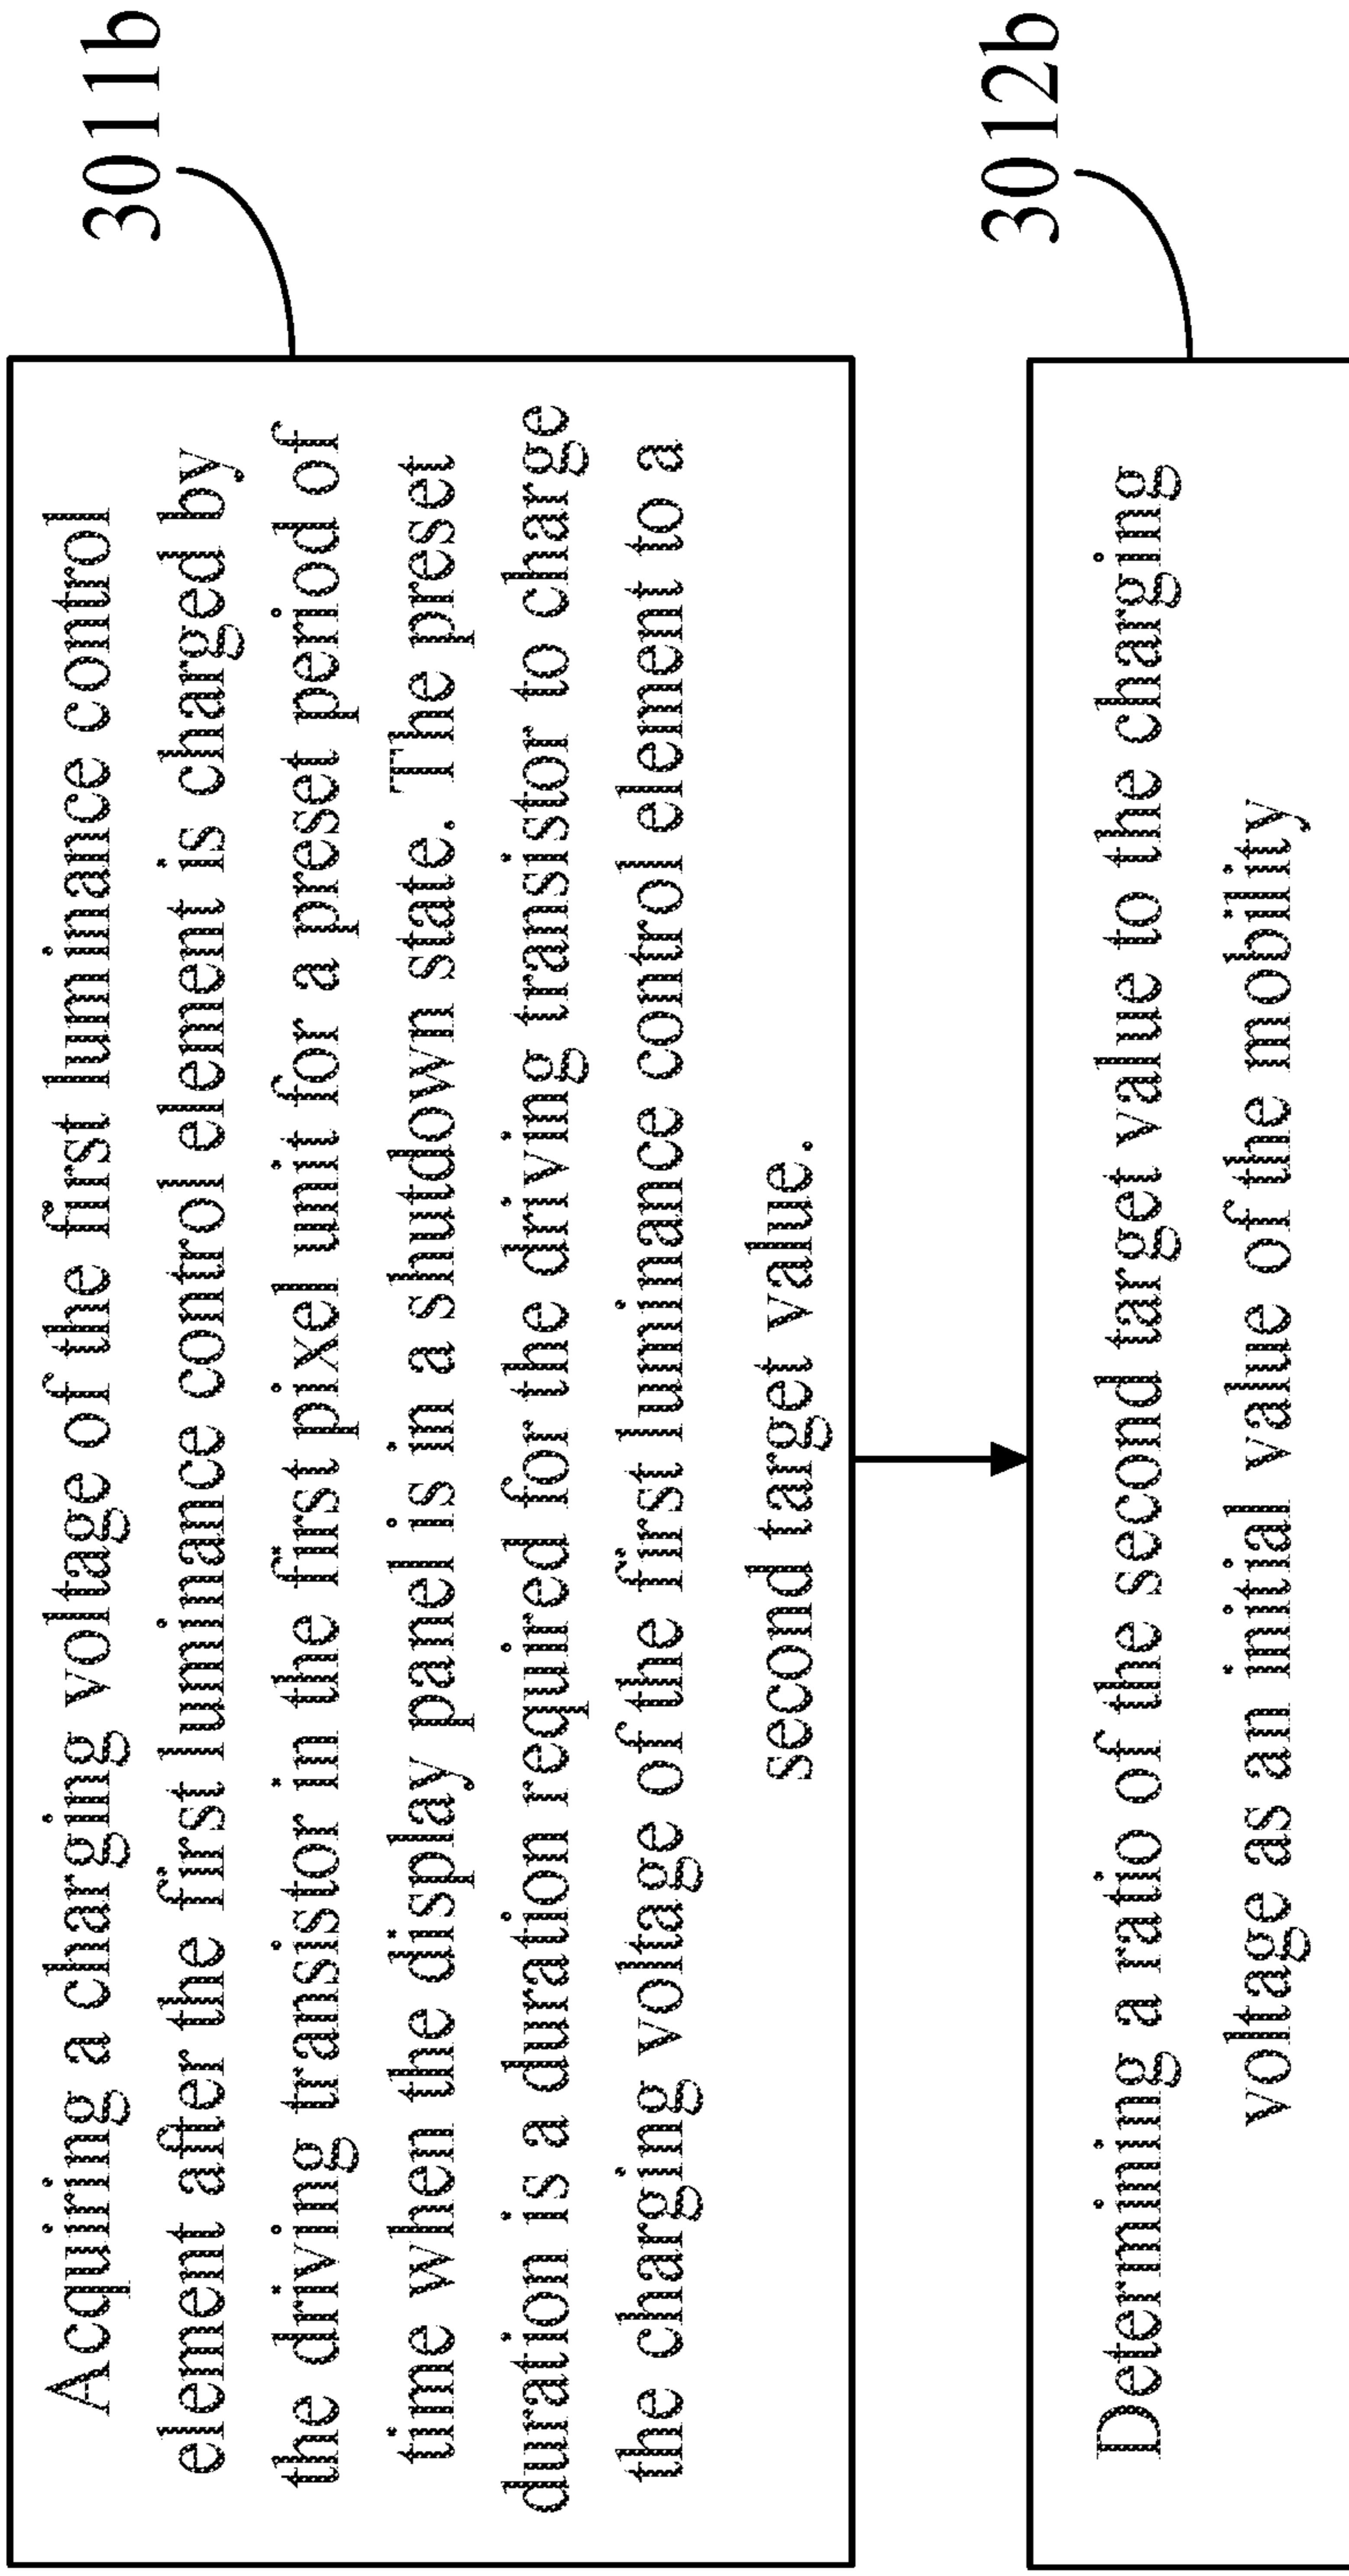 3011b
Acquiring a charging voltage of the first luminance control
element after the first luminance control element is charged by
the driving transistor in the first pixel unit for a preset period of
time when the display panel is in a shutdown state. The preset
duration is a duration required for the driving transistor to charge
the charging voltage of the first luminance control element to a
second target value.
3012b
Determining a ratio of the second target value to the charging
voltage as an initial value of the mobility